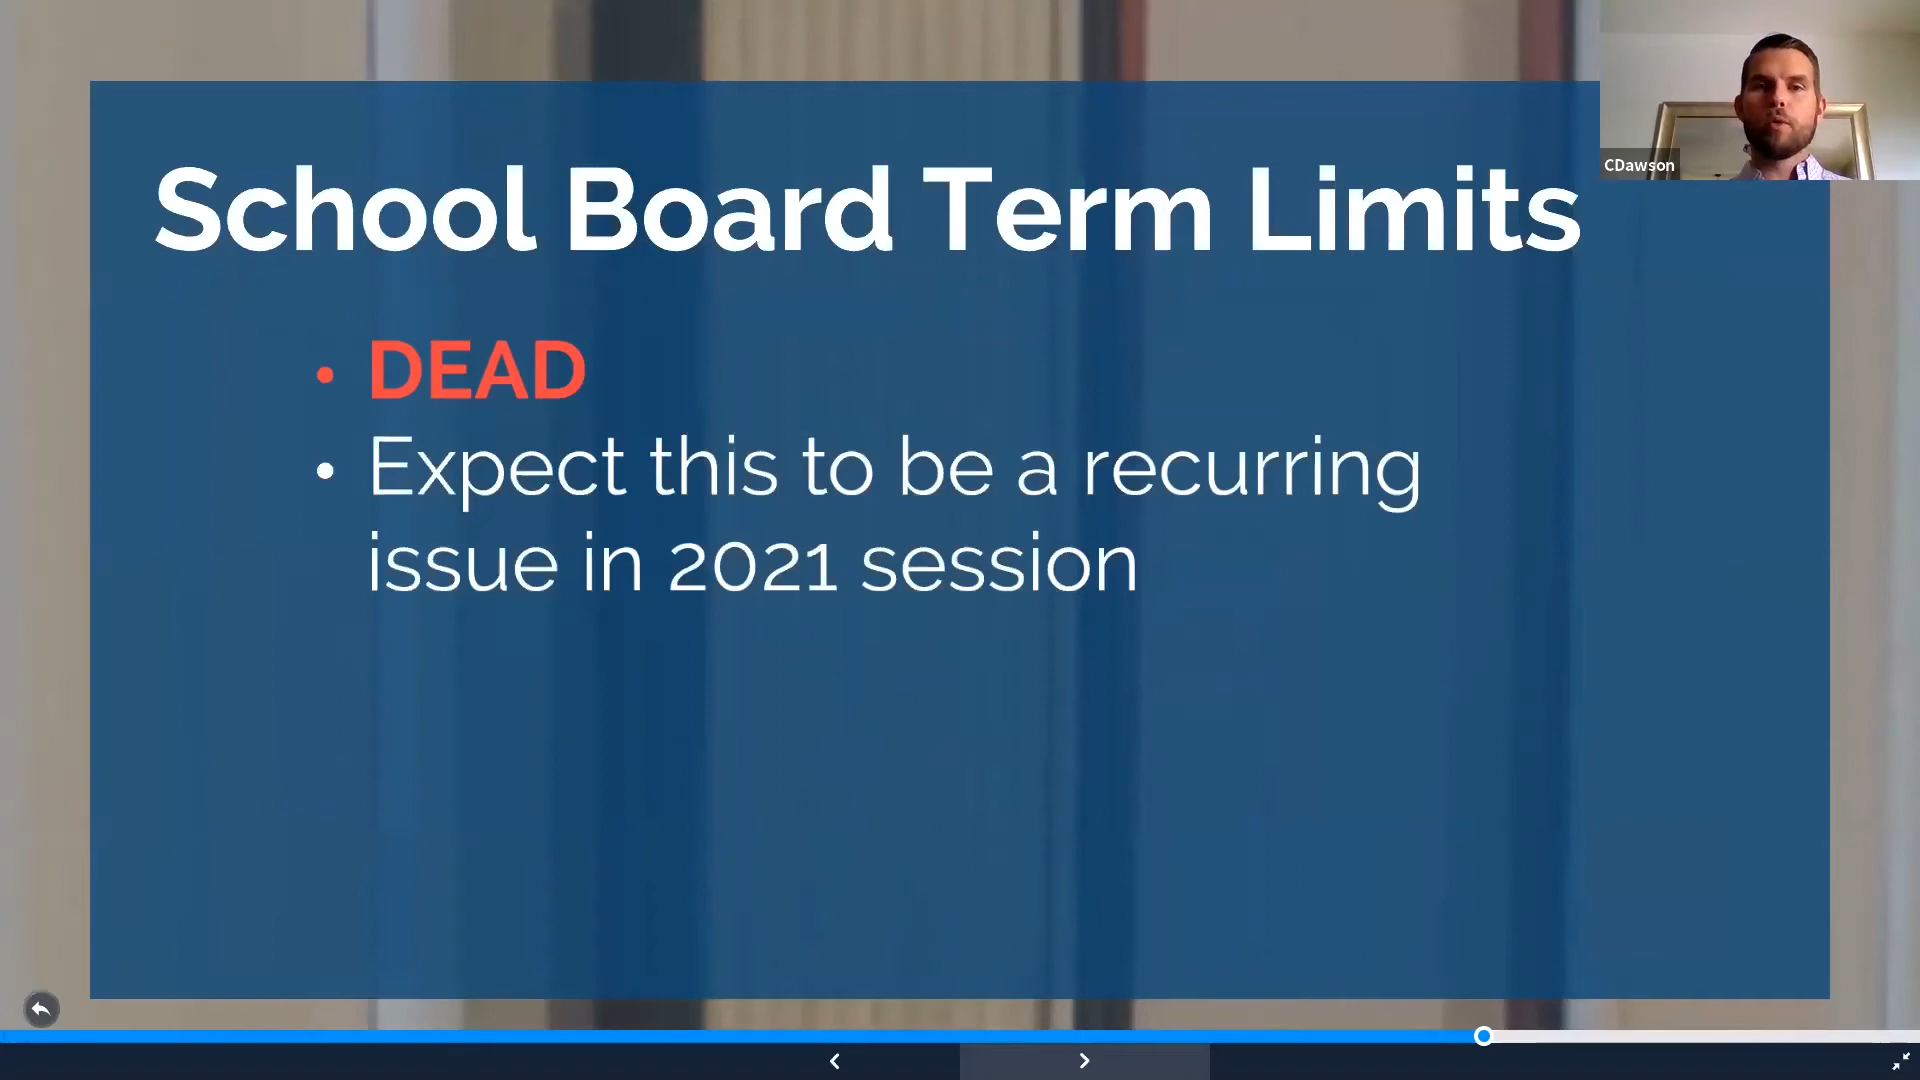 School Board Term Limits
CDawson
• DEAD
• Expect this to be a recurring
issue in 2021 session